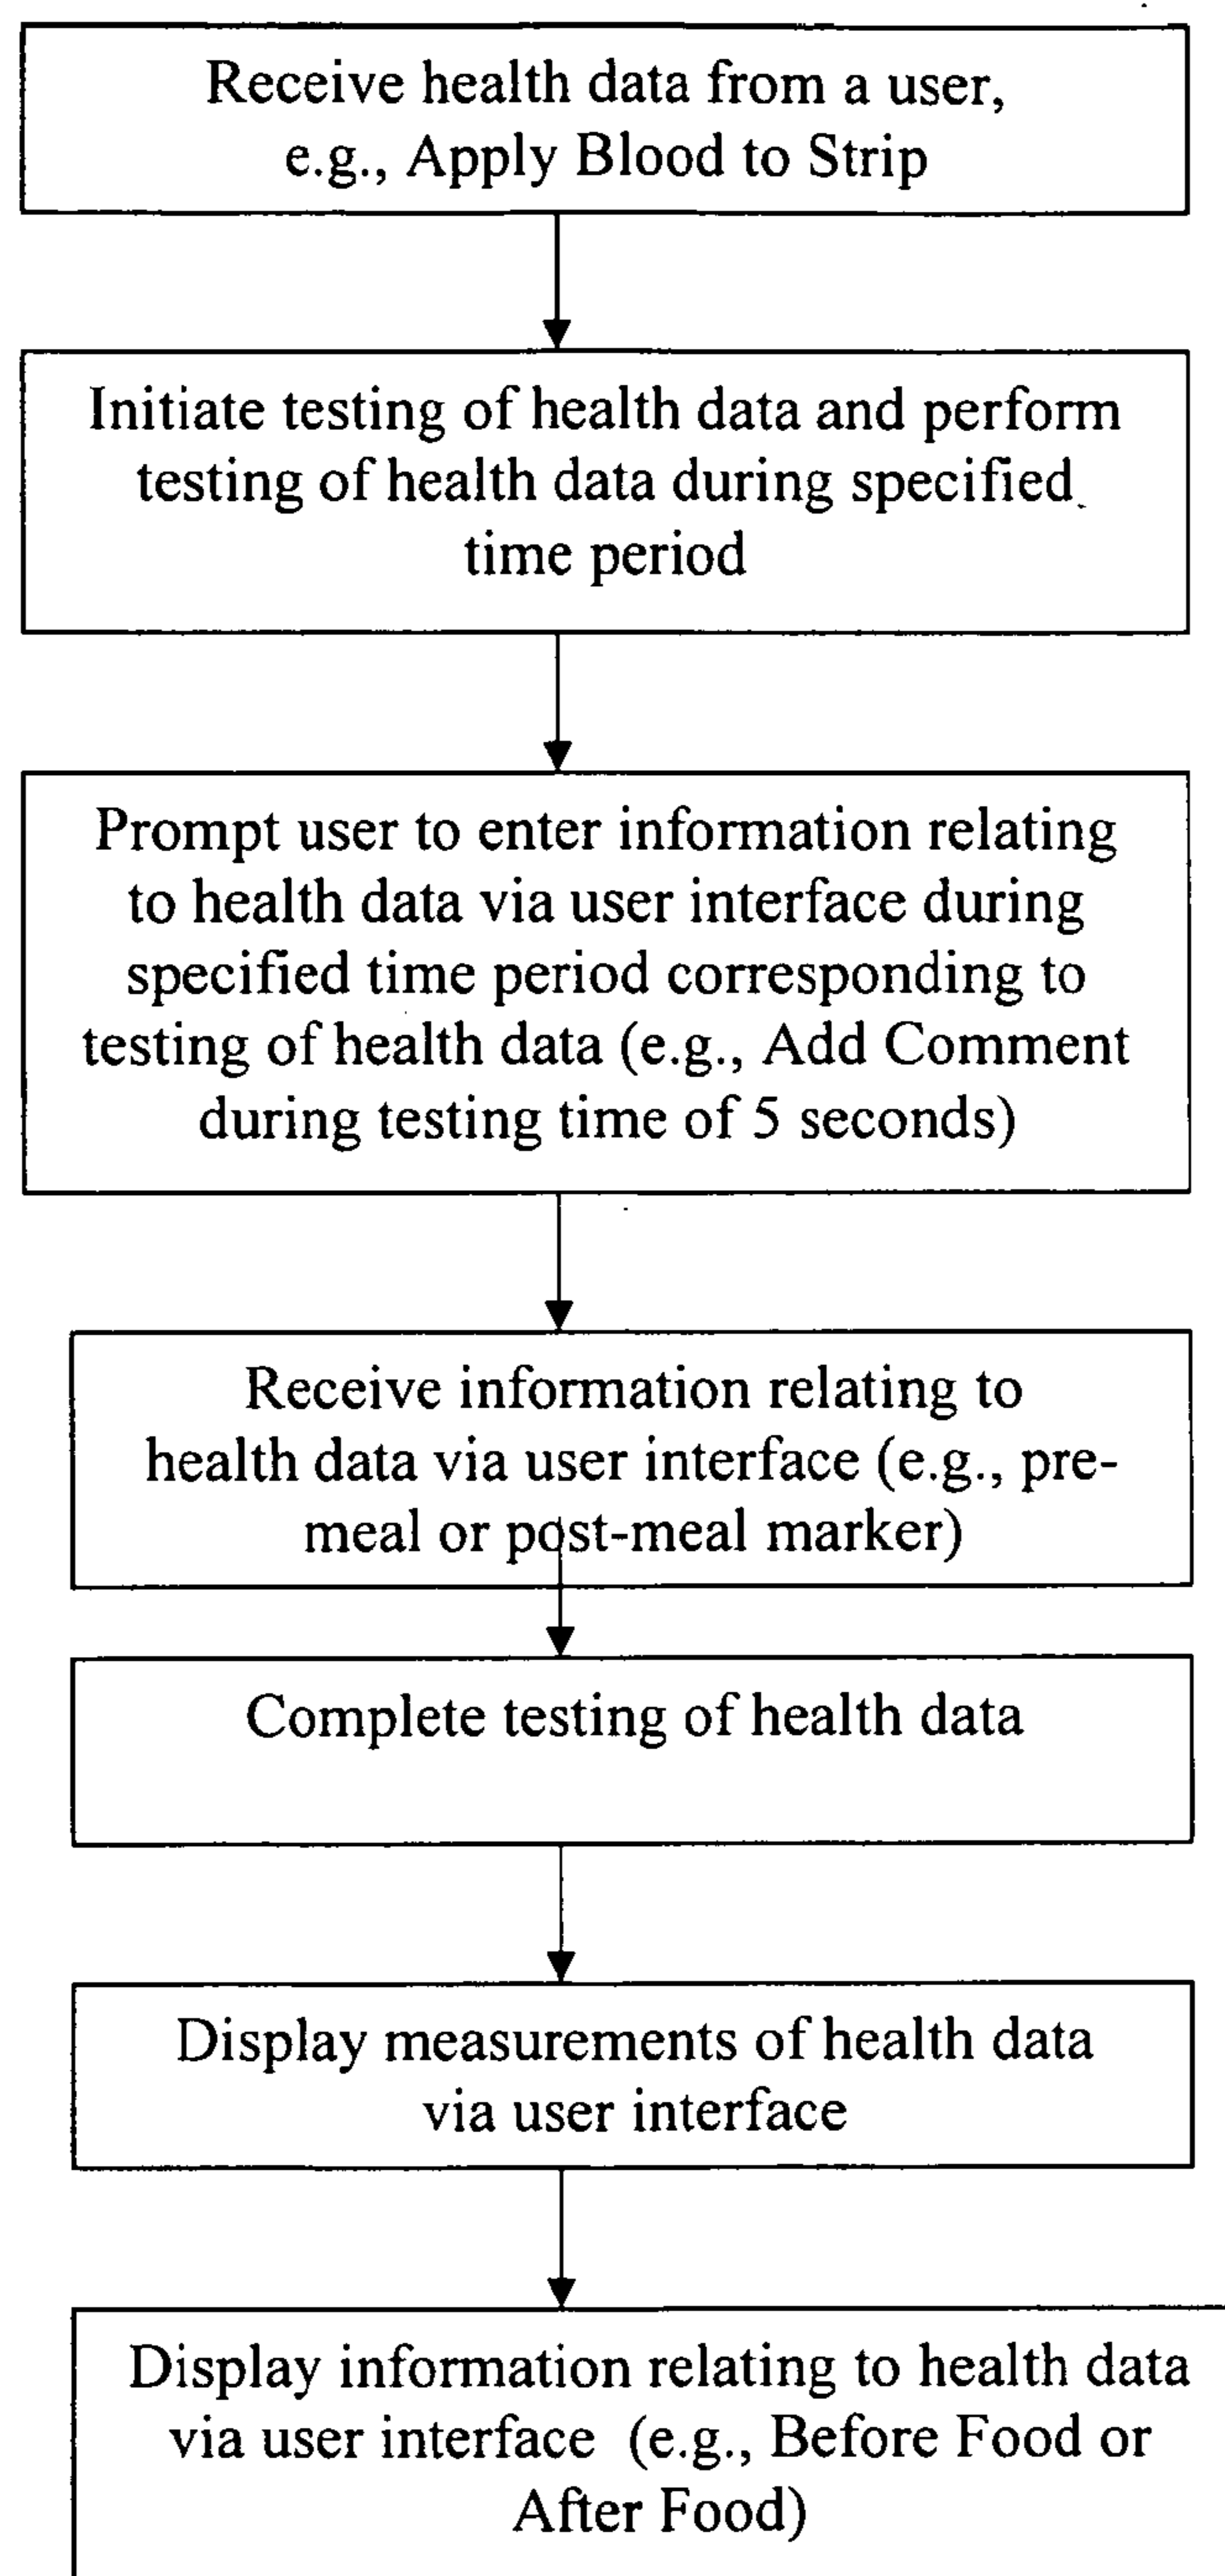 Receive health data from a user,
e.g., Apply Blood to Strip
Initiate testing of health data and perform
testing of health data during specified
time period
Prompt user to enter information relating
to health data via user interface during
specified time period corresponding to
testing of health data (e.g., Add Comment
during testing time of 5 seconds)
Receive information relating to
health data via user interface (e.g., pre-
meal or post-meal marker)
Complete testing of health data
Display measurements of health data
via user interface
Display information relating to health data
via user interface (e.g., Before Food or
After Food)